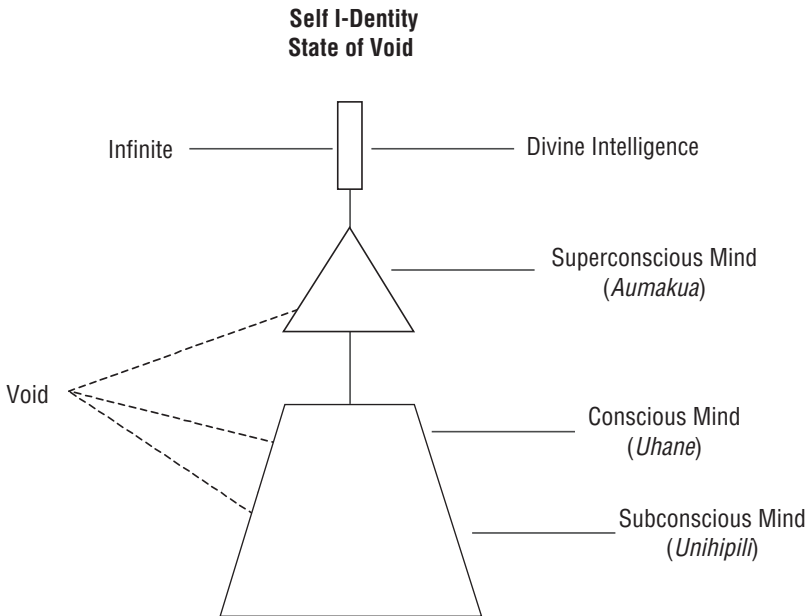 Self I-Dentity
State of Void
Infinite
Divine Intelligence
Superconscious Mind
(Aumakua)
Void
Conscious Mind
(Uhane)
Subconscious Mind
(Unihipili)